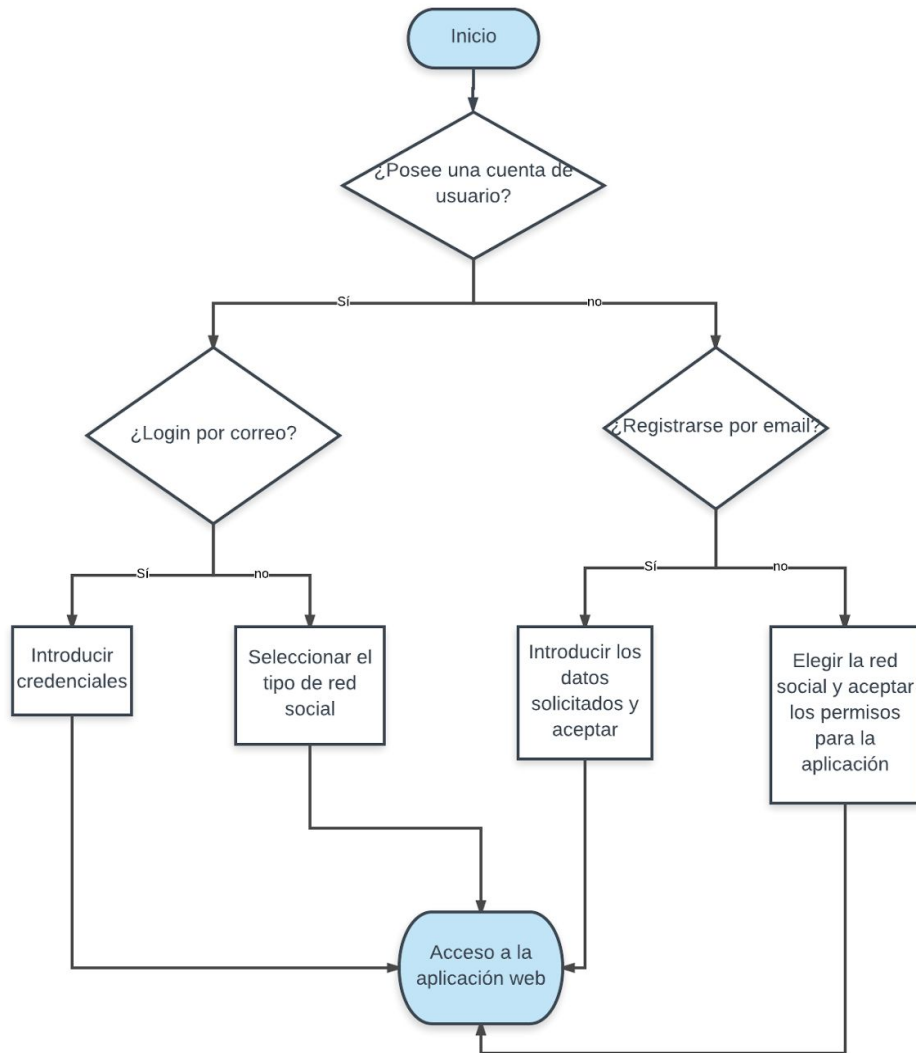 Inicio
¿Posee una cuenta de
usuario?
Sí
no
¿Login por correo?
¿Registrarse por email?
Sí
no
Sí
no
Introducir
credenciales
Seleccionar el
tipo de red
social
Introducir los
datos
solicitados y
aceptar
Elegir la red
social y aceptar
los permisos
para la
aplicación
Acceso a la
aplicación web